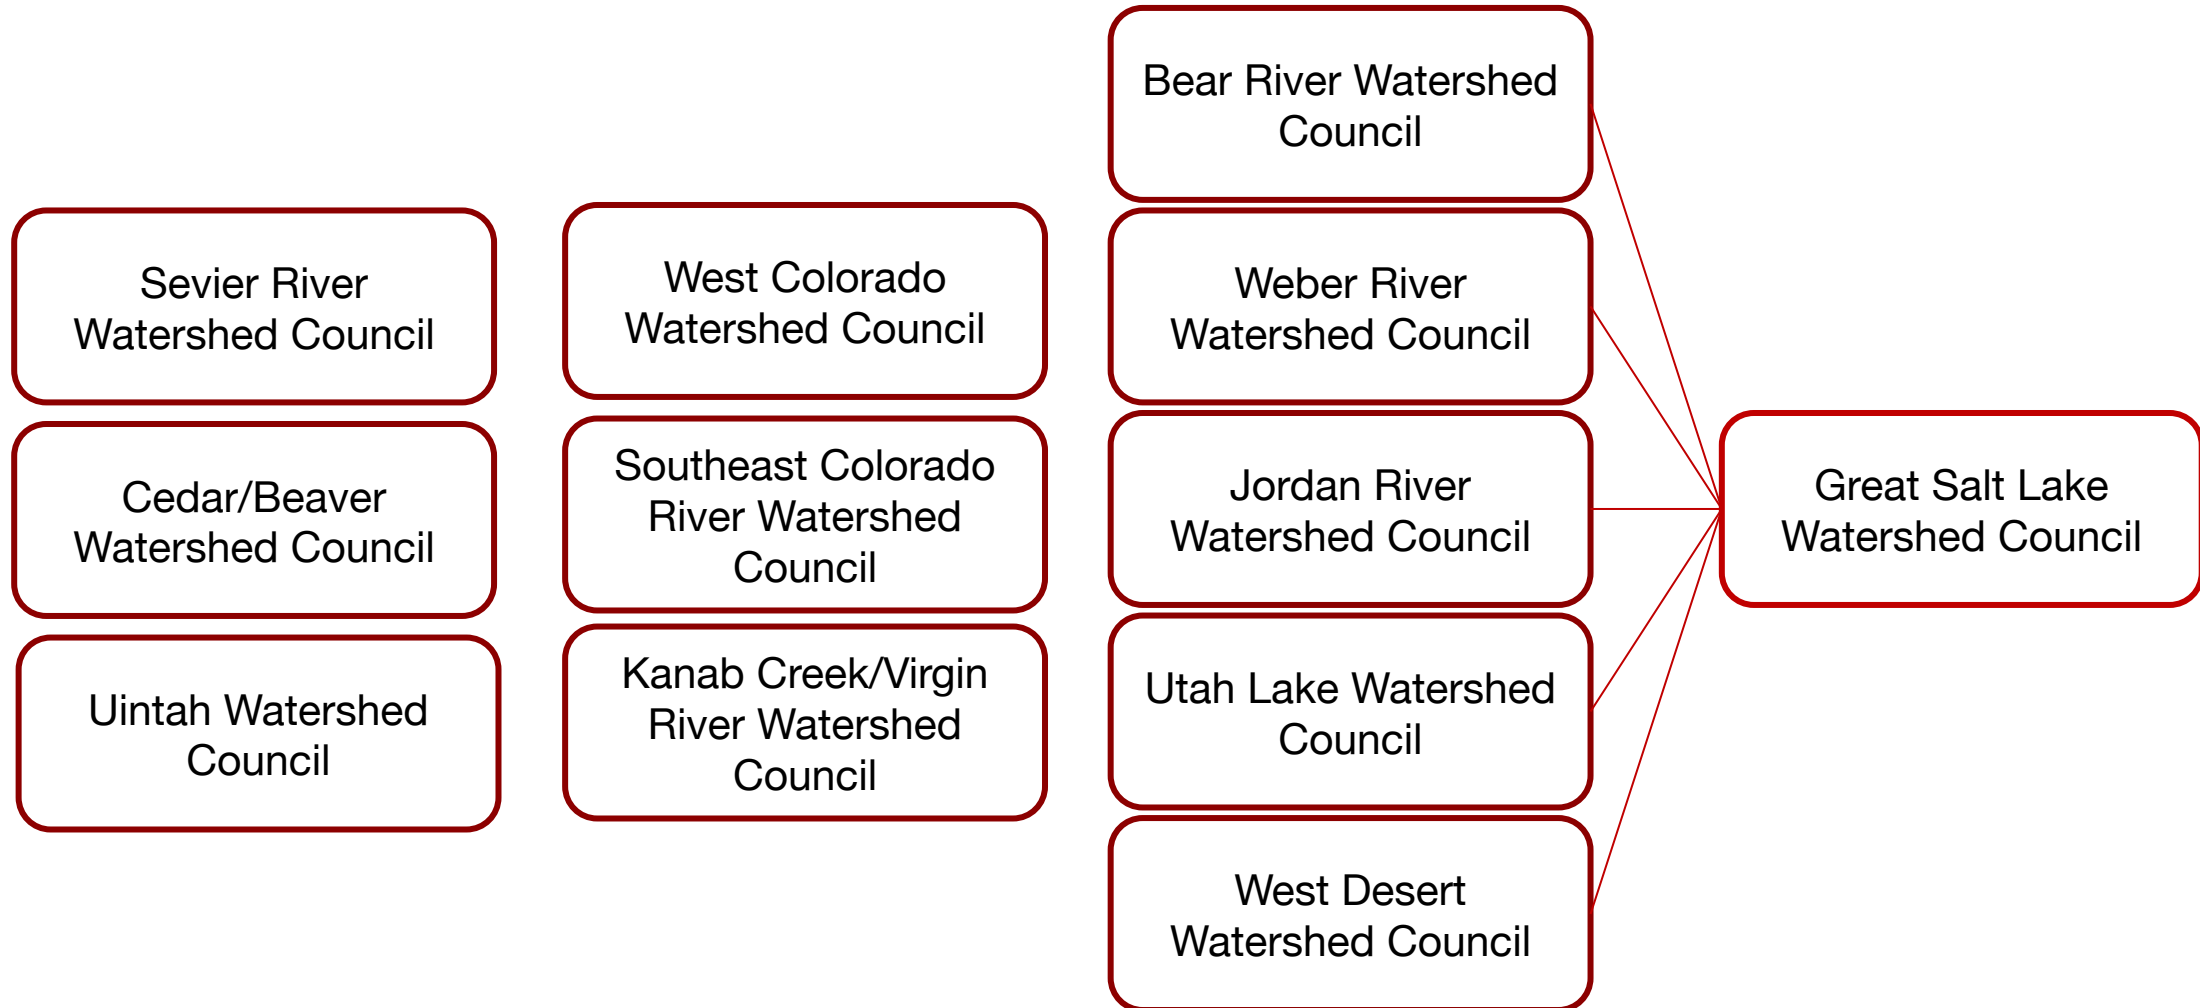 Sevier River
Watershed Council
Cedar/Beaver
Watershed Council
Uintah Watershed
Council
West Colorado
Watershed Council
Southeast Colorado
River Watershed
Council
Kanab Creek/Virgin
River Watershed
Council
Bear River Watershed
Council
Weber River
Watershed Council
Jordan River
Watershed Council
Utah Lake Watershed
Council
West Desert
Watershed Council
Great Salt Lake
Watershed Council